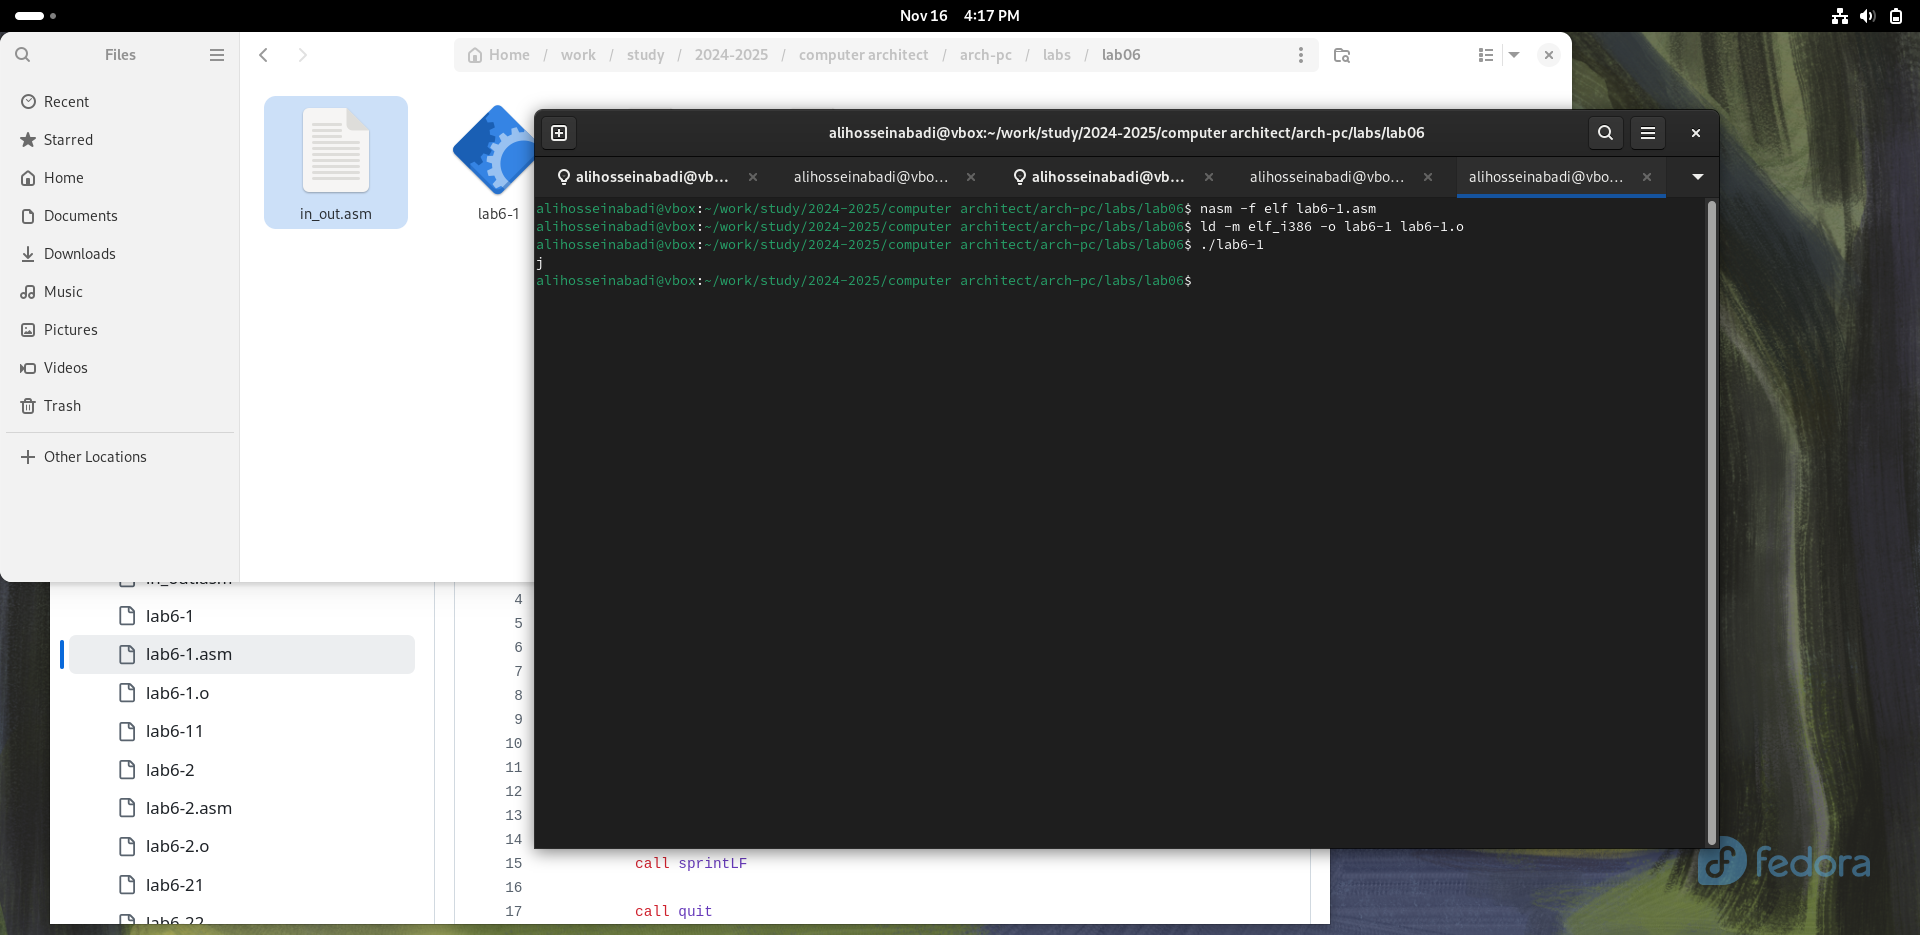 Nov 16 4:17 PM
Files
Home / work / study / 2024-2025 / computer architect / arch-pc / labs / lab06
Recent
Starred
Home
Documents
Downloads
Music
Pictures
Videos
Trash
Other Locations
in_out.asm
lab6-1
alihosseinabadi@vbox:~/work/study/2024-2025/computer architect/arch-pc/labs/lab06
alihosseinabadi@vb... alihosseinabadi@vbo... alihosseinabadi@vb... alihosseinabadi@vbo... alihosseinabadi@vbo...
alihosseinabadi@vbox:~/work/study/2024-2025/computer architect/arch-pc/labs/lab06$ nasm -f elf lab6-1.asm
alihosseinabadi@vbox:~/work/study/2024-2025/computer architect/arch-pc/labs/lab06$ ld -m elf_i386 -o lab6-1 lab6-1.o
alihosseinabadi@vbox:~/work/study/2024-2025/computer architect/arch-pc/labs/lab06$ ./lab6-1
j
alihosseinabadi@vbox:~/work/study/2024-2025/computer architect/arch-pc/labs/lab06$
in_out.asm
lab6-1
lab6-1.asm
lab6-1.o
lab6-11
lab6-2
lab6-2.asm
lab6-2.o
lab6-21
lab6-22
4
5
6
7
8
9
10
11
12
13
14
15 call sprintLF
16
17 call quit
fedora